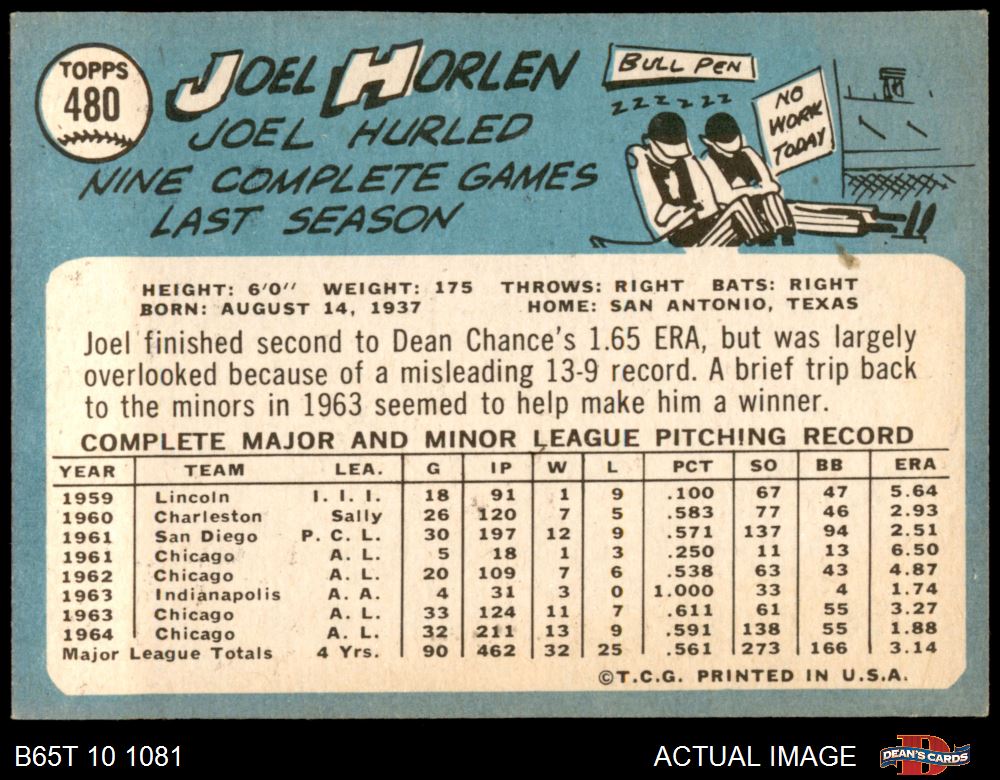 TOPPS
480
JOEL HORLEN
JOEL HURLED
NINE COMPLETE GAMES
LAST SEASON
BULL PEN
ZZZZZZ
NO
WORK
TODAY
HEIGHT: 6'0" WEIGHT: 175 THROWS: RIGHT BATS: RIGHT
BORN: AUGUST 14, 1937 HOME: SAN ANTONIO, TEXAS
Joel finished second to Dean Chance's 1.65 ERA, but was largely
overlooked because of a misleading 13-9 record. A brief trip back
to the minors in 1963 seemed to help make him a winner.
COMPLETE MAJOR AND MINOR LEAGUE PITCHING RECORD
YEAR TEAM LEA. G IP W L PCT SO BB ERA
1959 Lincoln I. I. I. 18 91 1 9 .100 67 47 5.64
1960 Charleston Sally 26 120 7 5 .583 77 46 2.93
1961 San Diego P. C. L. 30 197 12 9 .571 137 94 2.51
1961 Chicago A. L. 5 18 1 3 .250 11 13 6.50
1962 Chicago A. L. 20 109 7 6 .538 63 43 4.87
1963 Indianapolis A. A. 4 31 3 0 1.000 33 4 1.74
1963 Chicago A. L. 33 124 11 7 .611 61 55 3.27
1964 Chicago A. L. 32 211 13 9 .591 138 55 1.88
Major League Totals 4 Yrs. 90 462 32 25 .561 273 166 3.14
©T.C.G. PRINTED IN U.S.A.
B65T 10 1081
ACTUAL IMAGE
DEAN'S CARDS